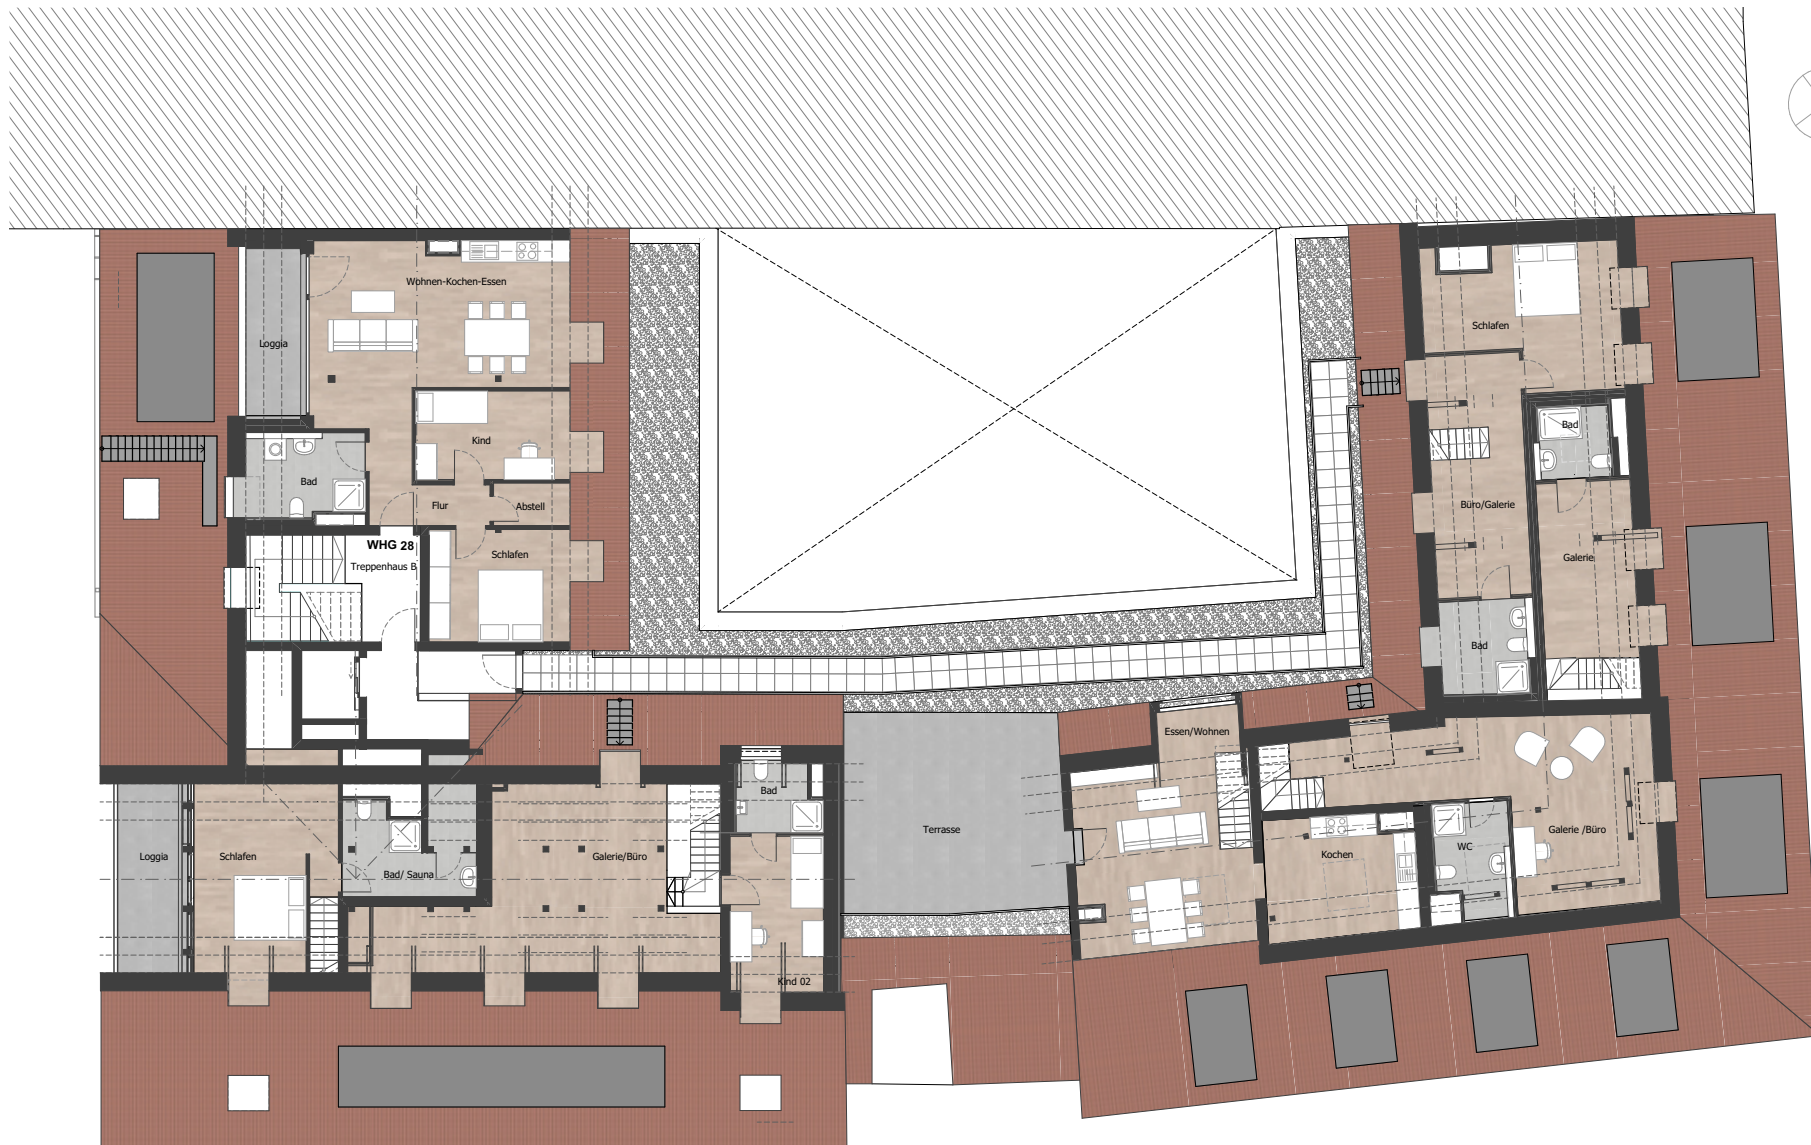 Wohnen-Kochen-Essen
Loggia
Kind
Bad
Flur
Abstell
WHG 28
Treppenhaus B
Schlafen
Schlafen
Bad
Büro/Galerie
Galerie
Bad
Essen/Wohnen
Bad
Terrasse
Galerie /Büro
Loggia
Schlafen
Galerie/Büro
Bad/ Sauna
Kochen
WC
Kind 02